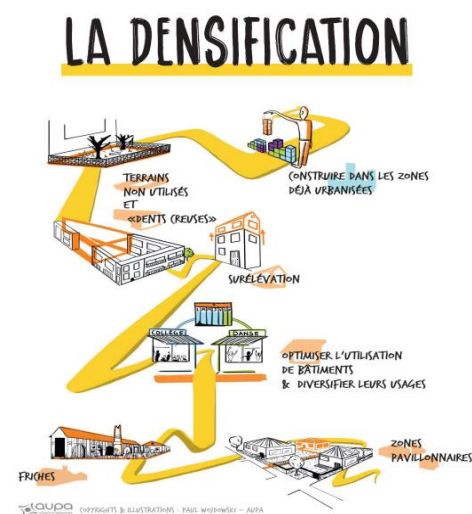 LA DENSIFICATION
CONSTRUIRE DANS LES ZONES
DÉJÀ URBANISÉES
TERRAINS
NON UTILISÉS
ET
«DENTS CREUSES»
SURÉLÉVATION
COLLÈGE
DANSE
OPTIMISER L'UTILISATION
DE BÂTIMENTS
& DIVERSIFIER LEURS USAGES
ZONES
PAVILLONNAIRES
FRICHES
aupa
COPYRIGHTS & ILLUSTRATIONS : PAUL WOJDOWSKI – AUPA